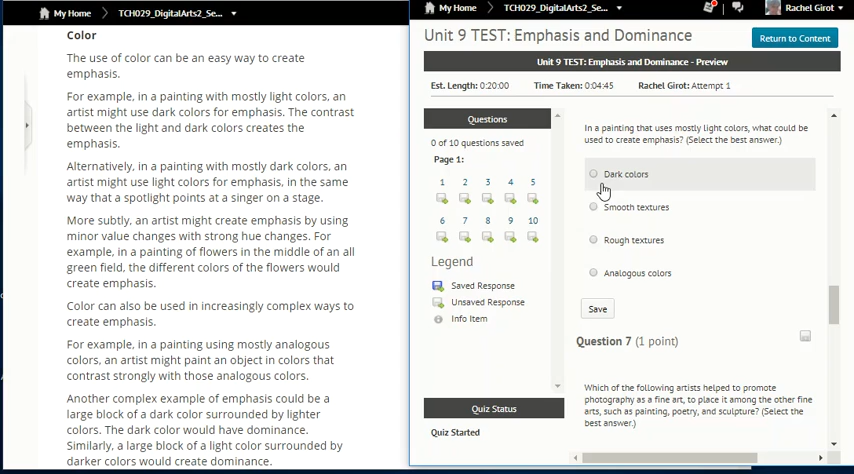 My Home
TCH029_DigitalArts2_Se...
Color
The use of color can be an easy way to create
emphasis.
For example, in a painting with mostly light colors, an
artist might use dark colors for emphasis. The contrast
between the light and dark colors creates the
emphasis.
Alternatively, in a painting with mostly dark colors, an
artist might use light colors for emphasis, in the same
way that a spotlight points at a singer on a stage.
More subtly, an artist might create emphasis by using
minor value changes with strong hue changes. For
example, in a painting of flowers in the middle of an all
green field, the different colors of the flowers would
create emphasis.
Color can also be used in increasingly complex ways to
create emphasis.
For example, in a painting using mostly analogous
colors, an artist might paint an object in colors that
contrast strongly with those analogous colors.
Another complex example of emphasis could be a
large block of a dark color surrounded by lighter
colors. The dark color would have dominance.
Similarly, a large block of a light color surrounded by
darker colors would create dominance.
My Home
TCH029_DigitalArts2_Se...
Rachel Girot
Unit 9 TEST: Emphasis and Dominance
Return to Content
Unit 9 TEST: Emphasis and Dominance - Preview
Est. Length: 0:20:00
Time Taken: 0:04:45
Rachel Girot: Attempt 1
Questions
0 of 10 questions saved
Page 1:
1 2 3 4 5
6 7 8 9 10
Legend
Saved Response
Unsaved Response
Info Item
Quiz Status
Quiz Started
In a painting that uses mostly light colors, what could be
used to create emphasis? (Select the best answer.)
Dark colors
Smooth textures
Rough textures
Analogous colors
Save
Question 7 (1 point)
Which of the following artists helped to promote
photography as a fine art, to place it among the other fine
arts, such as painting, poetry, and sculpture? (Select the
best answer.)